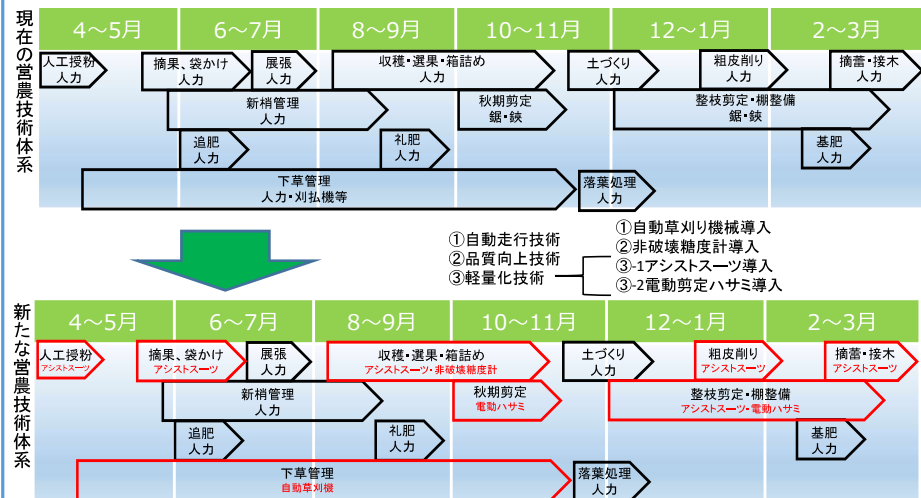 現在の営農技術体系
4～5月
6～7月
8～9月
10～11月
12～1月
2～3月
人工授粉
人力
摘果、袋かけ
人力
展張
人力
収穫・選果・箱詰め
人力
土づくり
人力
粗皮削り
人力
摘蕾・接木
人力
新梢管理
人力
秋期剪定
鋸・鋏
整枝剪定・棚整備
鋸・鋏
追肥
人力
礼肥
人力
基肥
人力
下草管理
人力・刈払機等
落葉処理
人力
①自動走行技術
②品質向上技術
③軽量化技術
①自動草刈り機械導入
②非破壊糖度計導入
③-1アシストスーツ導入
③-2電動剪定ハサミ導入
新たな営農技術体系
4～5月
6～7月
8～9月
10～11月
12～1月
2～3月
人工授粉
アシストスーツ
摘果、袋かけ
アシストスーツ
展張
人力
収穫・選果・箱詰め
アシストスーツ・非破壊糖度計
土づくり
人力
粗皮削り
アシストスーツ
摘蕾・接木
アシストスーツ
新梢管理
人力
秋期剪定
電動ハサミ
整枝剪定・棚整備
アシストスーツ・電動ハサミ
追肥
人力
礼肥
人力
基肥
人力
下草管理
自動草刈機
落葉処理
人力